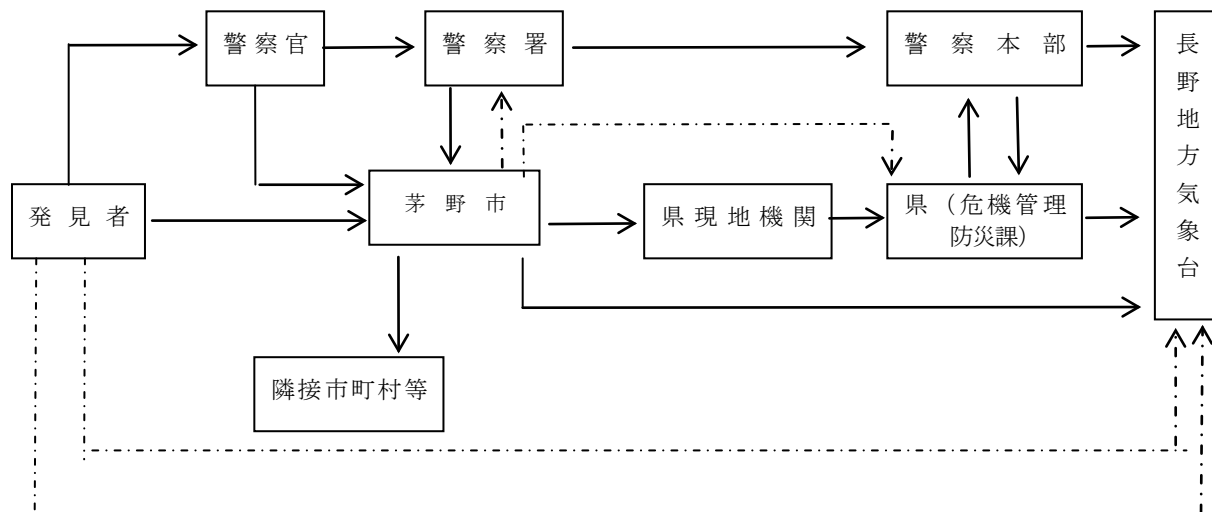 警察官
警察署
警察本部
長野地方気象台
発見者
茅野市
県現地機関
県（危機管理
防災課）
隣接市町村等